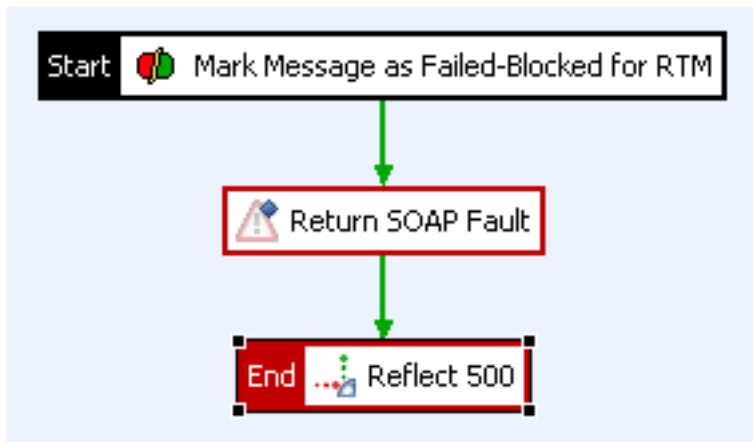 Start Mark Message as Failed-Blocked for RTM
Return SOAP Fault
End Reflect 500